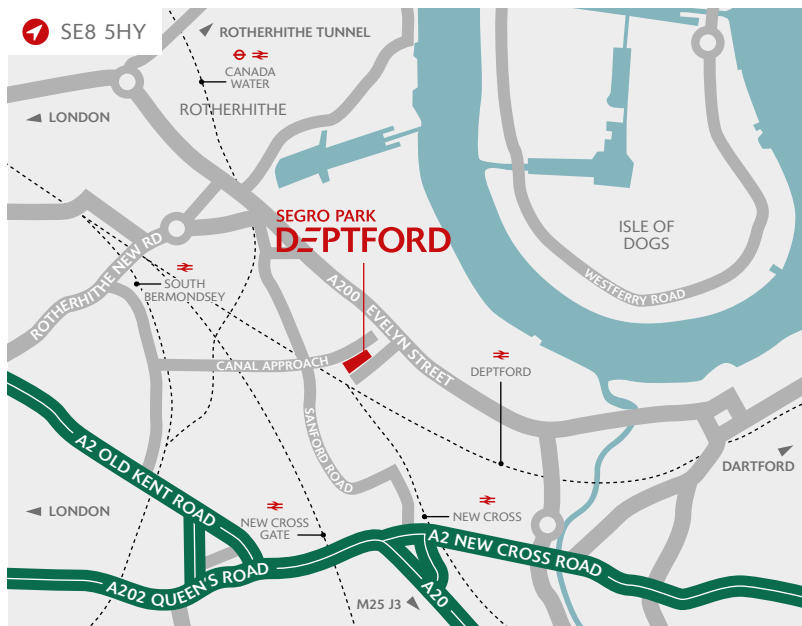 SE8 5HY
ROTHERHITHE TUNNEL
CANADA
WATER
ROTHERHITHE
LONDON
SEGRO PARK
DEPTFORD
ISLE OF
DOGS
ROTHERHITHE NEW RD
SOUTH
BERMONDSEY
WESTFERRY ROAD
A200 EVELYN STREET
CANAL APPROACH
DEPTFORD
SANFORD ROAD
A2 OLD KENT ROAD
DARTFORD
LONDON
NEW CROSS
GATE
NEW CROSS
A2 NEW CROSS ROAD
A202 QUEEN'S ROAD
A20
M25 J3